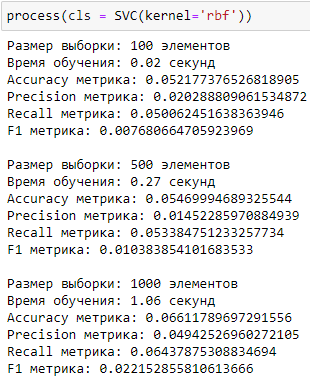 process(cls = SVC(kernel='rbf'))
Размер выборки: 100 элементов
Время обучения: 0.02 секунд
Accuracy метрика: 0.052177376526818905
Precision метрика: 0.020288809061534872
Recall метрика: 0.050062451638363946
F1 метрика: 0.007680664705923969
Размер выборки: 500 элементов
Время обучения: 0.27 секунд
Accuracy метрика: 0.05469994689325544
Precision метрика: 0.01452285970884939
Recall метрика: 0.053384751233257734
F1 метрика: 0.010383854101683533
Размер выборки: 1000 элементов
Время обучения: 1.06 секунд
Accuracy метрика: 0.06611789697291556
Precision метрика: 0.04942526960272105
Recall метрика: 0.06437875308834694
F1 метрика: 0.022152855810613666